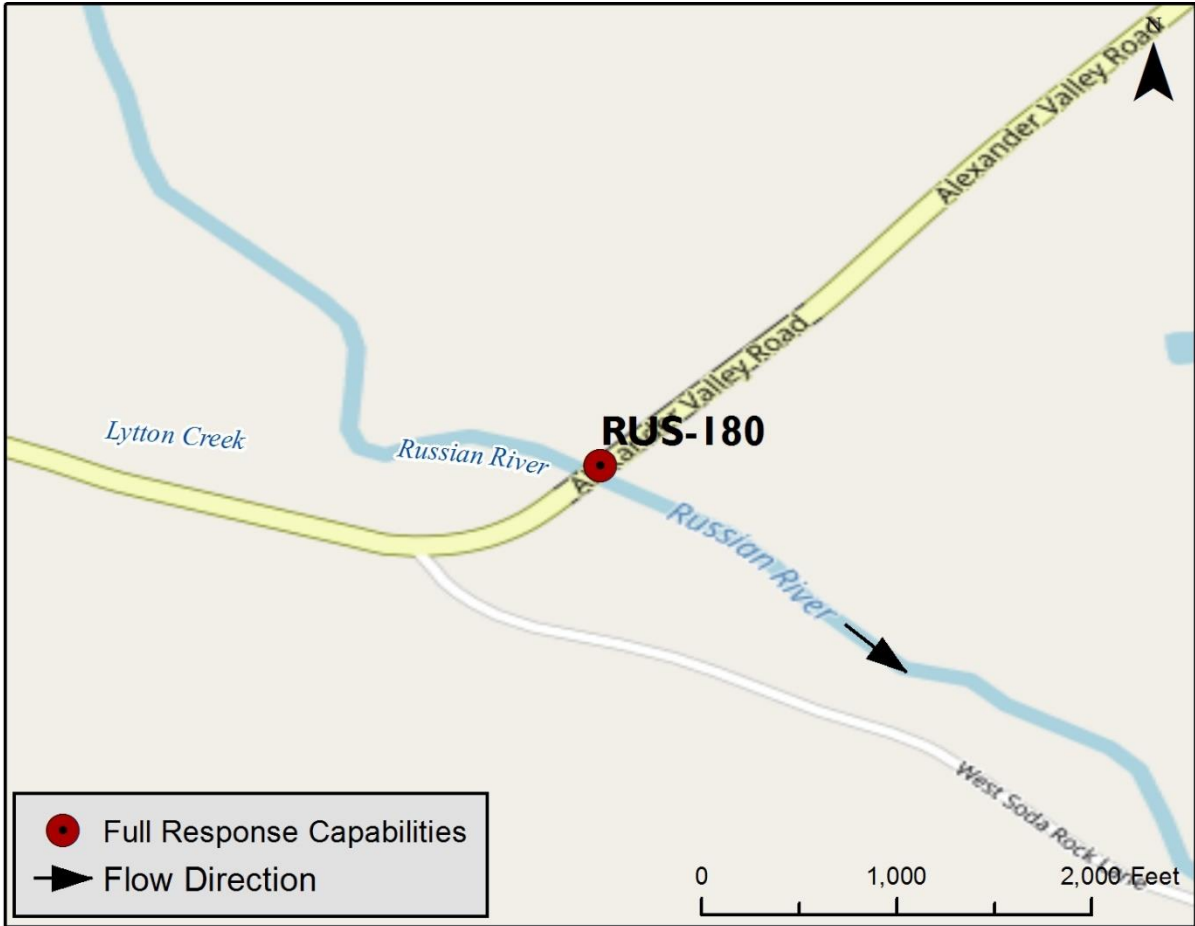 N
Alexander Valley Road
Alexander Valley Road
RUS-180
Lytton Creek
Russian River
Russian River
West Soda Rock Lane
Full Response Capabilities
Flow Direction
0 1,000 2,000 Feet